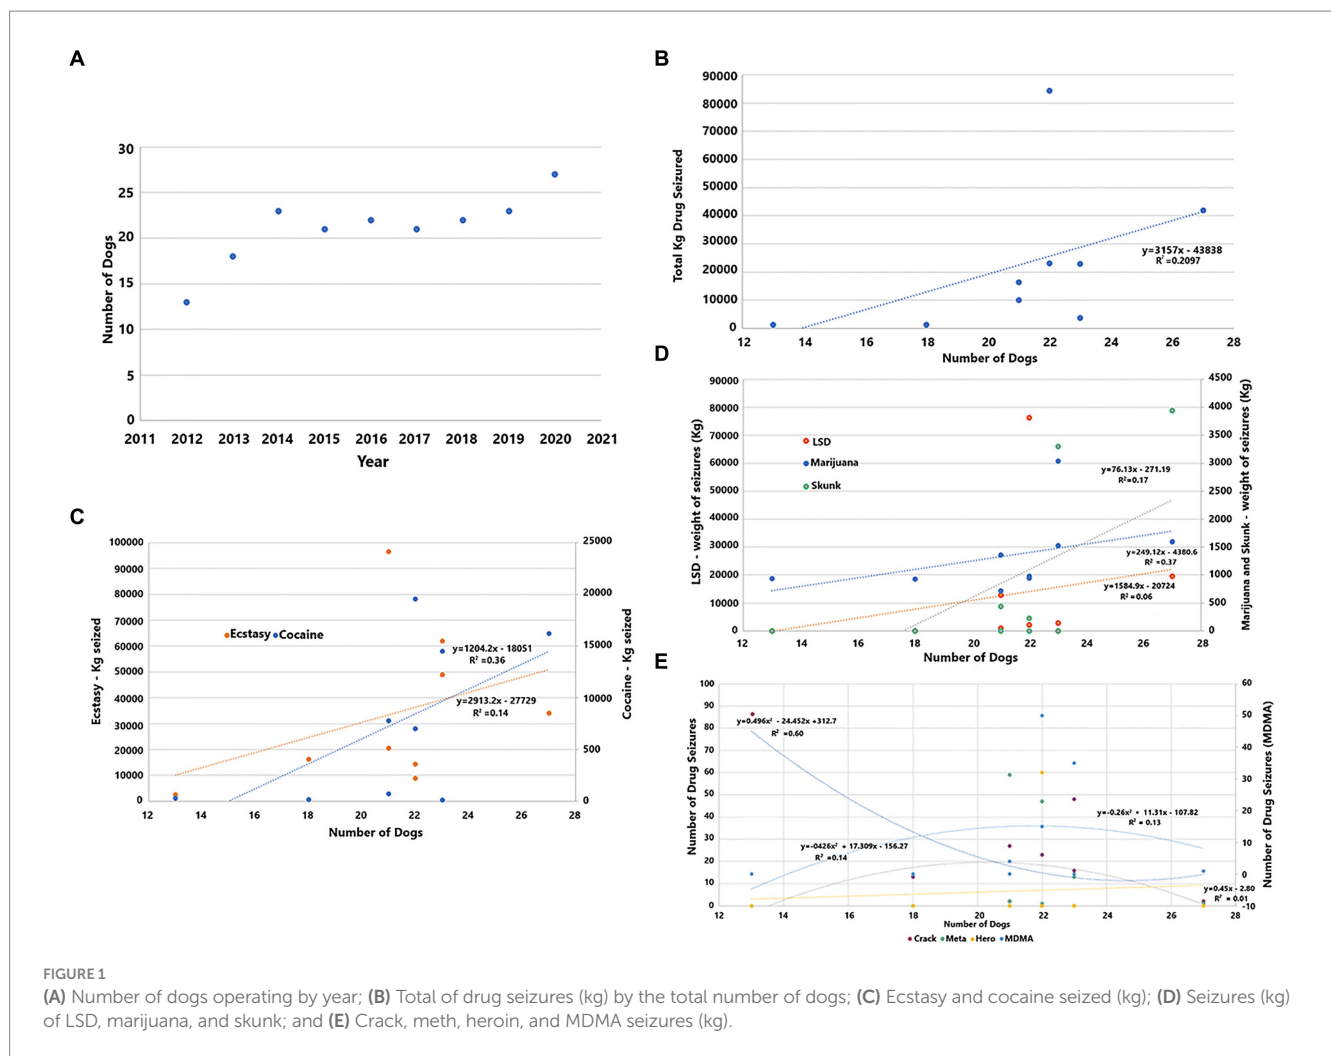 A
30
25
20
15
10
5
0
Number of Dogs
2011 2012 2013 2014 2015 2016 2017 2018 2019 2020 2021
Year
B
90000
80000
70000
60000
50000
40000
30000
20000
10000
0
Total Kg Drug Seizured
y=3157x - 43838
R² =0.2097
12 14 16 18 20 22 24 26 28
Number of Dogs
C
100000
90000
80000
70000
60000
50000
40000
30000
20000
10000
0
Ecstasy - Kg seized
25000
20000
15000
10000
500
0
Cocaine - Kg seized
Ecstasy Cocaine
y=1204.2x - 18051
R² =0.36
y=2913.2x - 27729
R² =0.14
12 14 16 18 20 22 24 26 28
Number of Dogs
D
90000
80000
70000
60000
50000
40000
30000
20000
10000
0
LSD - weight of seizures (Kg)
4500
4000
3500
3000
2500
2000
1500
1000
500
0
Marijuana and Skunk - weight of seizures (Kg)
LSD
Marijuana
Skunk
y=76.13x - 271.19
R²=0.17
y=249.12x - 4380.6
R²=0.37
y=1584.9x - 20724
R²=0.06
12 14 16 18 20 22 24 26 28
Number of Dogs
E
100
90
80
70
60
50
40
30
20
10
0
Number of Drug Seizures
60
50
40
30
20
10
0
-10
Number of Drug Seizures (MDMA)
y=0.496x² - 24.452x +312.7
R² =0.60
y=-0.26x² + 11.31x - 107.82
R² = 0.13
y=-0426x² + 17.309x - 156.27
R² =0.14
y=0.45x - 2.80
R² = 0.01
12 14 16 18 20 22 24 26 28
Number of Dogs
Crack Meta Hero MDMA
FIGURE 1
(A) Number of dogs operating by year; (B) Total of drug seizures (kg) by the total number of dogs; (C) Ecstasy and cocaine seized (kg); (D) Seizures (kg)
of LSD, marijuana, and skunk; and (E) Crack, meth, heroin, and MDMA seizures (kg).